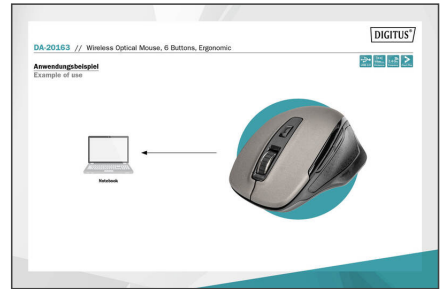 DIGITUS®
DA-20163 // Wireless Optical Mouse, 6 Buttons, Ergonomic
Anwendungsbeispiel
Example of use
Notebook